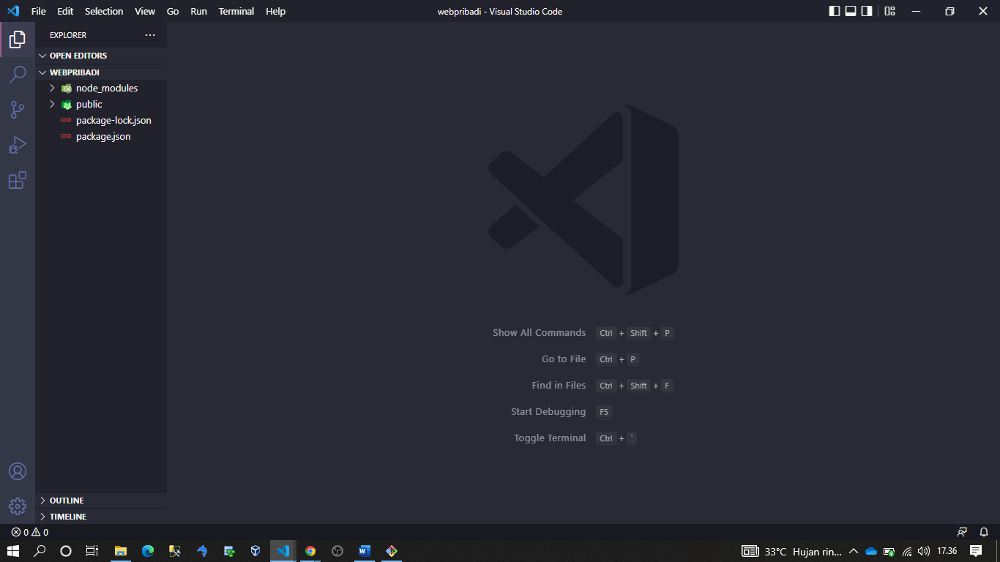 File Edit Selection View Go Run Terminal Help webpribadi - Visual Studio Code
EXPLORER
OPEN EDITORS
WEBPRIBADI
node_modules
public
package-lock.json
package.json
Show All Commands Ctrl + Shift + P
Go to File Ctrl + P
Find in Files Ctrl + Shift + F
Start Debugging F5
Toggle Terminal Ctrl + `
OUTLINE
TIMELINE
0 0
33°C Hujan rin... 17.36